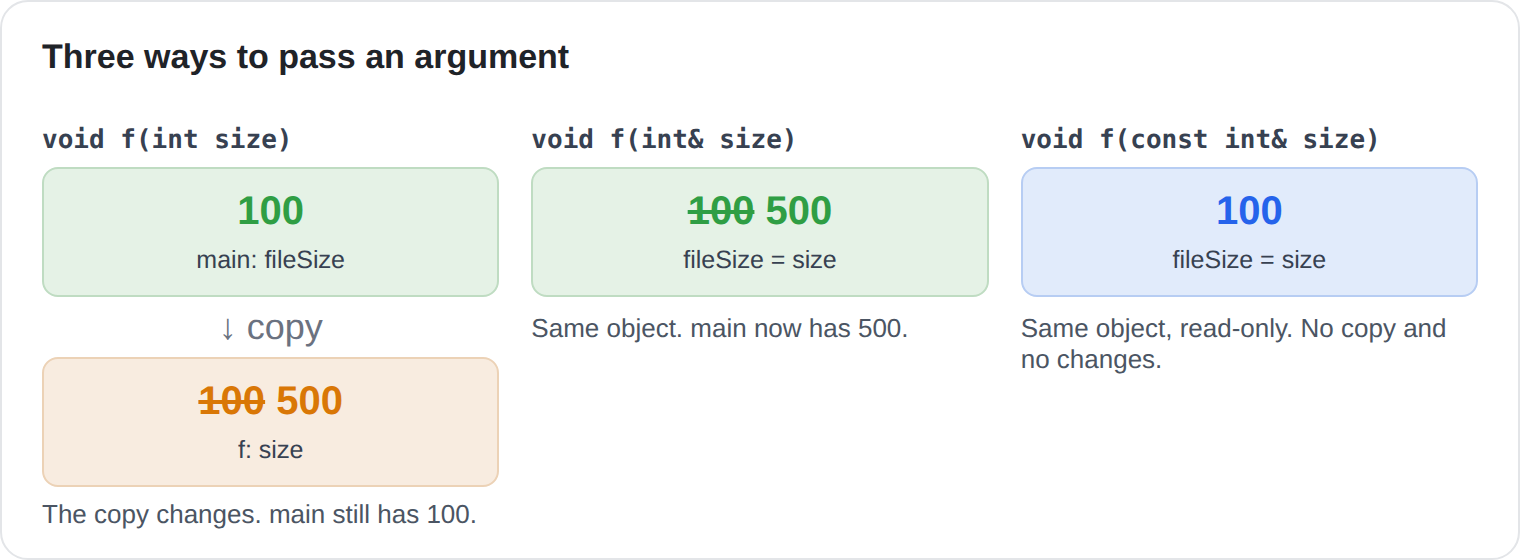 Three ways to pass an argument
void f(int size)
100
main: fileSize
↓ copy
100 500
f: size
The copy changes. main still has 100.
void f(int& size)
100 500
fileSize = size
Same object. main now has 500.
void f(const int& size)
100
fileSize = size
Same object, read-only. No copy and
no changes.